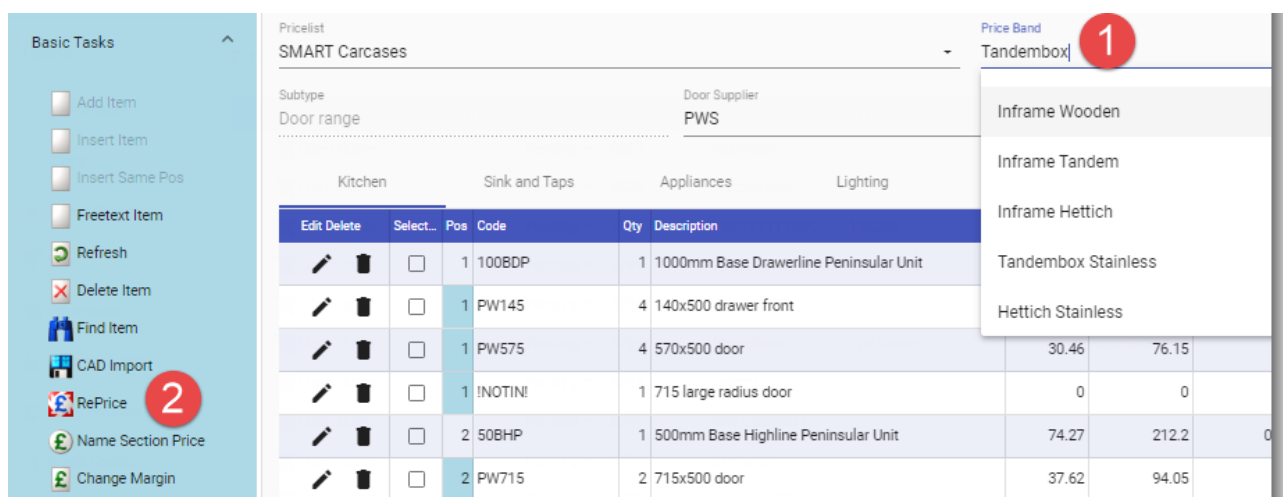 Basic Tasks
Add Item
Insert Item
Insert Same Pos
Freetext Item
Refresh
Delete Item
Find Item
CAD Import
RePrice
2
Name Section Price
Change Margin
Pricelist
SMART Carcases
Price Band
Tandembox
1
Subtype
Door range
Door Supplier
PWS
Inframe Wooden
Inframe Tandem
Inframe Hettich
Tandembox Stainless
Hettich Stainless
Kitchen Sink and Taps Appliances Lighting
Edit Delete Select... Pos Code Qty Description
1 100BDP 1 1000mm Base Drawerline Peninsular Unit
1 PW145 4 140x500 drawer front
1 PW575 4 570x500 door 30.46 76.15
1 !NOTIN! 1 715 large radius door 0 0
2 50BHP 1 500mm Base Highline Peninsular Unit 74.27 212.2 0
2 PW715 2 715x500 door 37.62 94.05